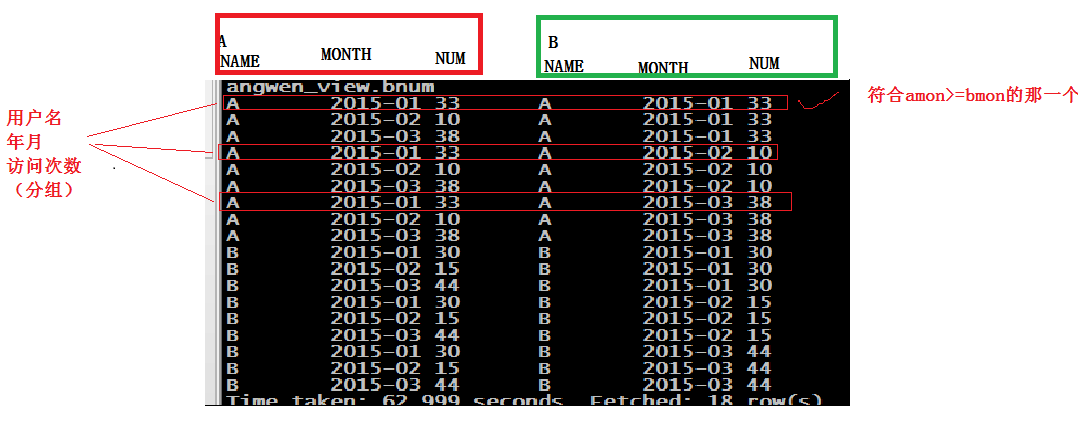 A
NAME MONTH NUM
B
NAME MONTH NUM
angwen_view.bnum
A 2015-01 33 A 2015-01 33
A 2015-02 10 A 2015-01 33
A 2015-03 38 A 2015-01 33
A 2015-01 33 A 2015-02 10
A 2015-02 10 A 2015-02 10
A 2015-03 38 A 2015-02 10
A 2015-01 33 A 2015-03 38
A 2015-02 10 A 2015-03 38
A 2015-03 38 A 2015-03 38
B 2015-01 30 B 2015-01 30
B 2015-02 15 B 2015-01 30
B 2015-03 44 B 2015-01 30
B 2015-01 30 B 2015-02 15
B 2015-02 15 B 2015-02 15
B 2015-03 44 B 2015-02 15
B 2015-01 30 B 2015-03 44
B 2015-02 15 B 2015-03 44
B 2015-03 44 B 2015-03 44
Time taken: 62.999 seconds, Fetched: 18 row(s)
用户名
年月
访问次数
（分组）
符合amon>=bmon的那一个